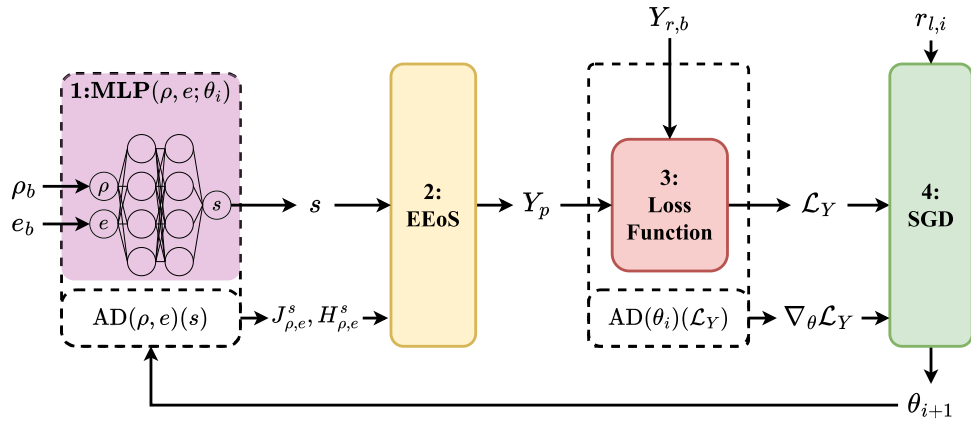 Y_{r,b}
r_{l,i}
1:MLP(ρ, e; θ_i)
ρ_b
ρ
e_b
e
s
s
2:
EEoS
Y_p
3:
Loss
Function
ℒ_Y
4:
SGD
AD(ρ, e)(s)
J^s_{ρ,e}, H^s_{ρ,e}
AD(θ_i)(ℒ_Y)
∇_θℒ_Y
θ_{i+1}